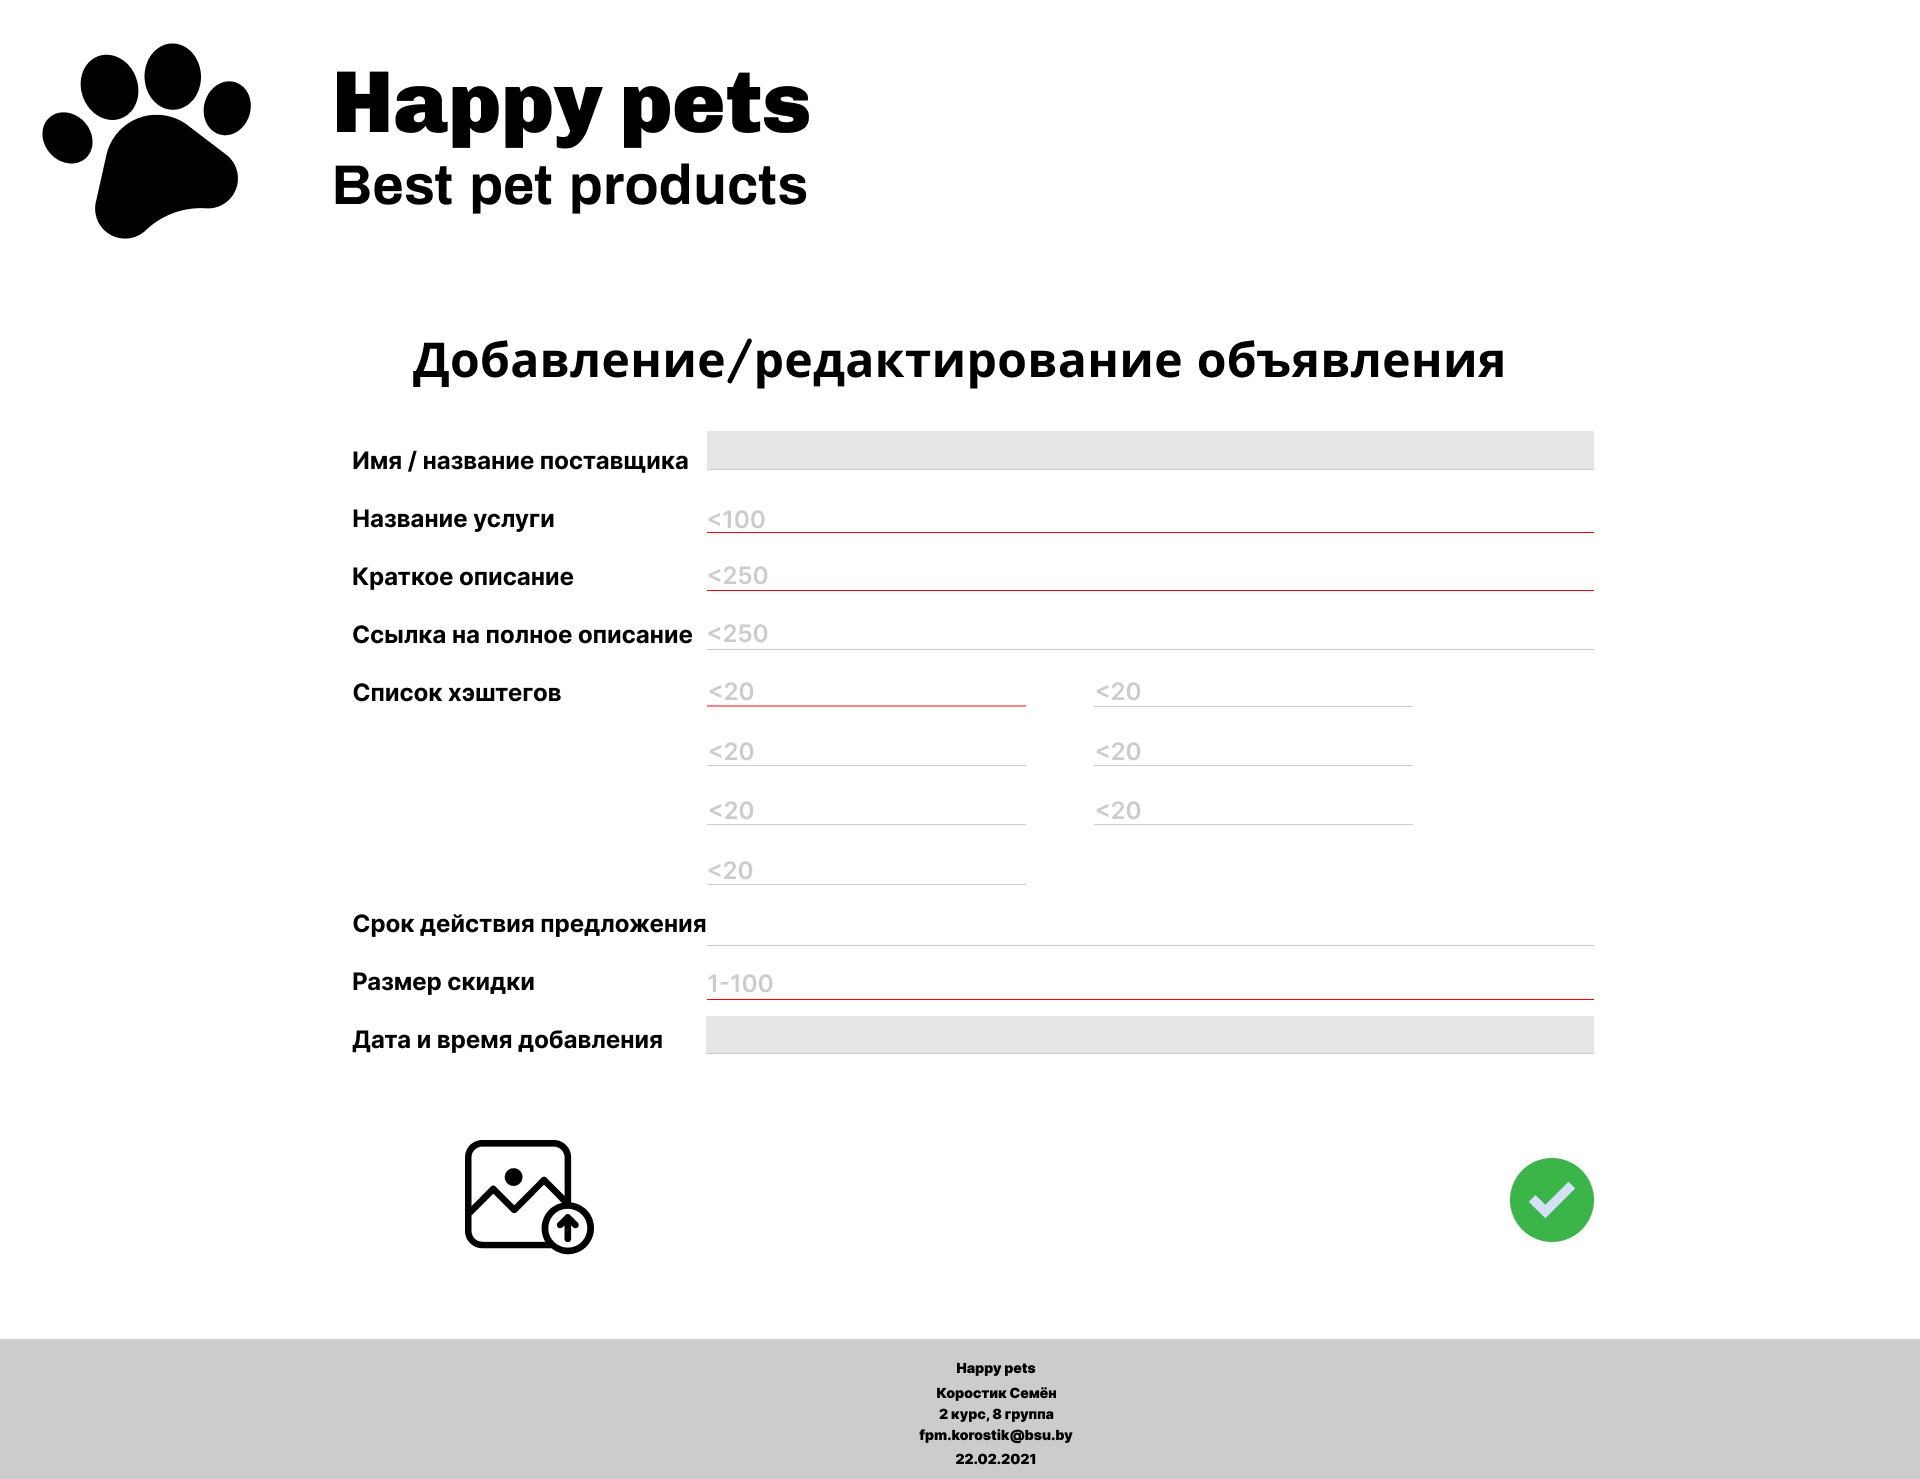 Happy pets
Best pet products
Добавление/редактирование объявления
Имя / название поставщика
Название услуги <100
Краткое описание <250
Ссылка на полное описание <250
Список хэштегов <20 <20
<20 <20
<20 <20
<20
Срок действия предложения
Размер скидки 1-100
Дата и время добавления
Happy pets
Коростик Семён
2 курс, 8 группа
fpm.korostik@bsu.by
22.02.2021